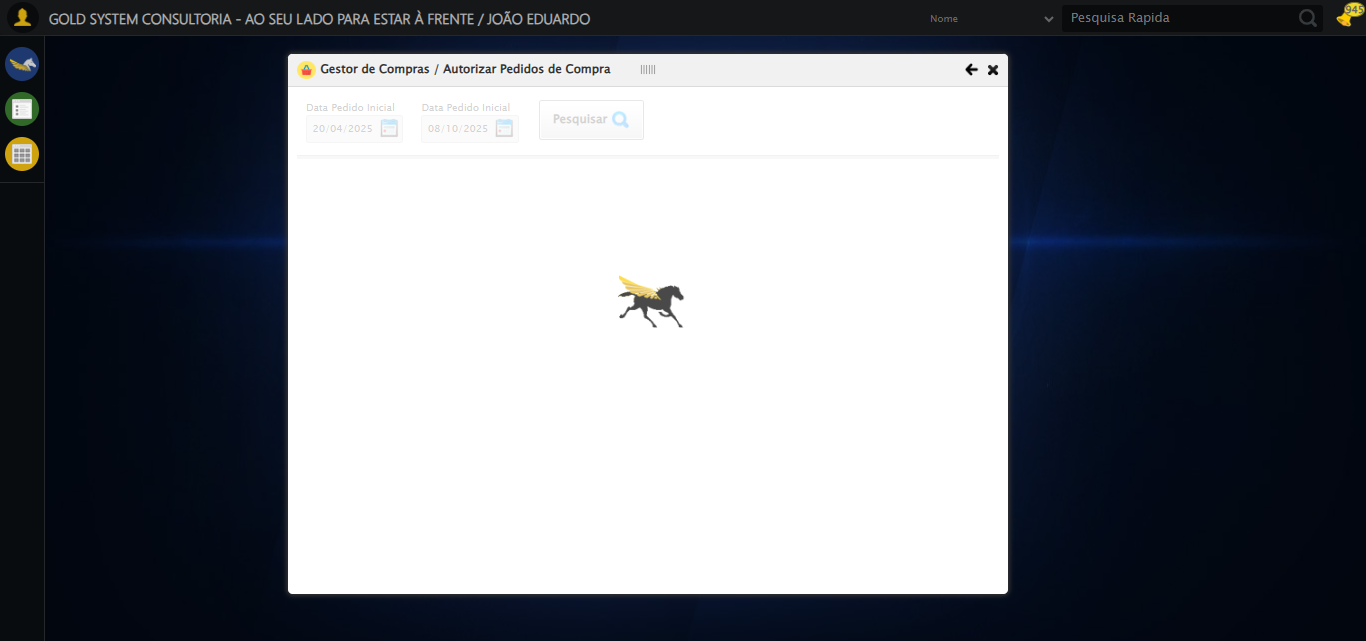 GOLD SYSTEM CONSULTORIA - AO SEU LADO PARA ESTAR À FRENTE / JOÃO EDUARDO
Nome
Pesquisa Rapida
945
Gestor de Compras / Autorizar Pedidos de Compra
Data Pedido Inicial
Data Pedido Inicial
20/04/2025
08/10/2025
Pesquisar